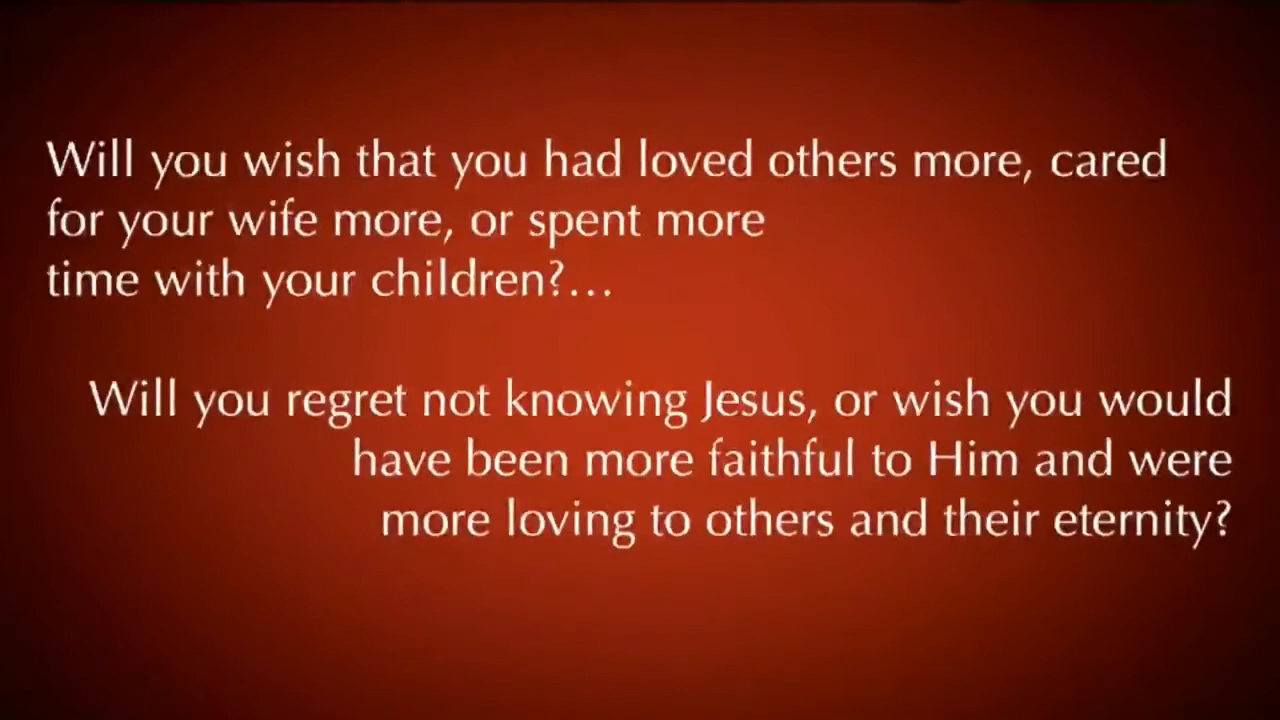 Will you wish that you had loved others more, cared
for your wife more, or spent more
time with your children?...
Will you regret not knowing Jesus, or wish you would
have been more faithful to Him and were
more loving to others and their eternity?